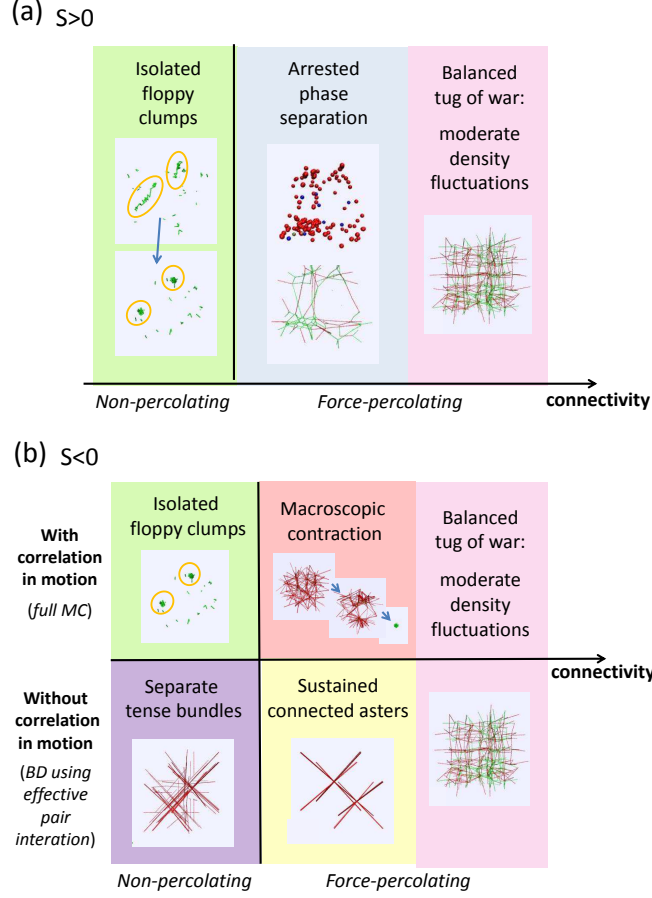 (a) S>0
Isolated
floppy
clumps
Arrested
phase
separation
Balanced
tug of war:
moderate
density
fluctuations
Non-percolating
Force-percolating
connectivity
(b) S<0
With
correlation
in motion
(full MC)
Isolated
floppy clumps
Macroscopic
contraction
Balanced
tug of war:
moderate
density
fluctuations
connectivity
Without
correlation
in motion
(BD using
effective
pair
interation)
Separate
tense bundles
Sustained
connected asters
Non-percolating
Force-percolating